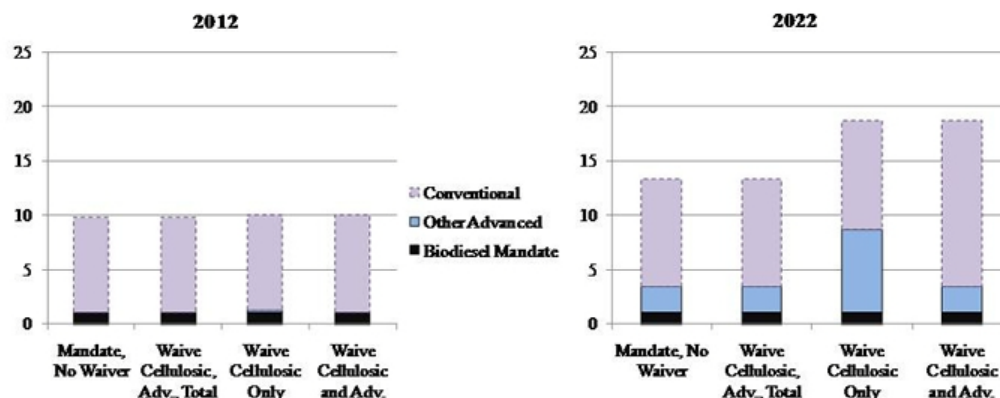 2012
25
20
15
10
5
0
Mandate,
No Waiver
Waive
Cellulosic,
Adv., Total
Waive
Cellulosic
Only
Waive
Cellulosic
and Adv.
Conventional
Other Advanced
Biodiesel Mandate
2022
25
20
15
10
5
0
Mandate, No
Waiver
Waive
Cellulosic,
Adv., Total
Waive
Cellulosic
Only
Waive
Cellulosic
and Adv.